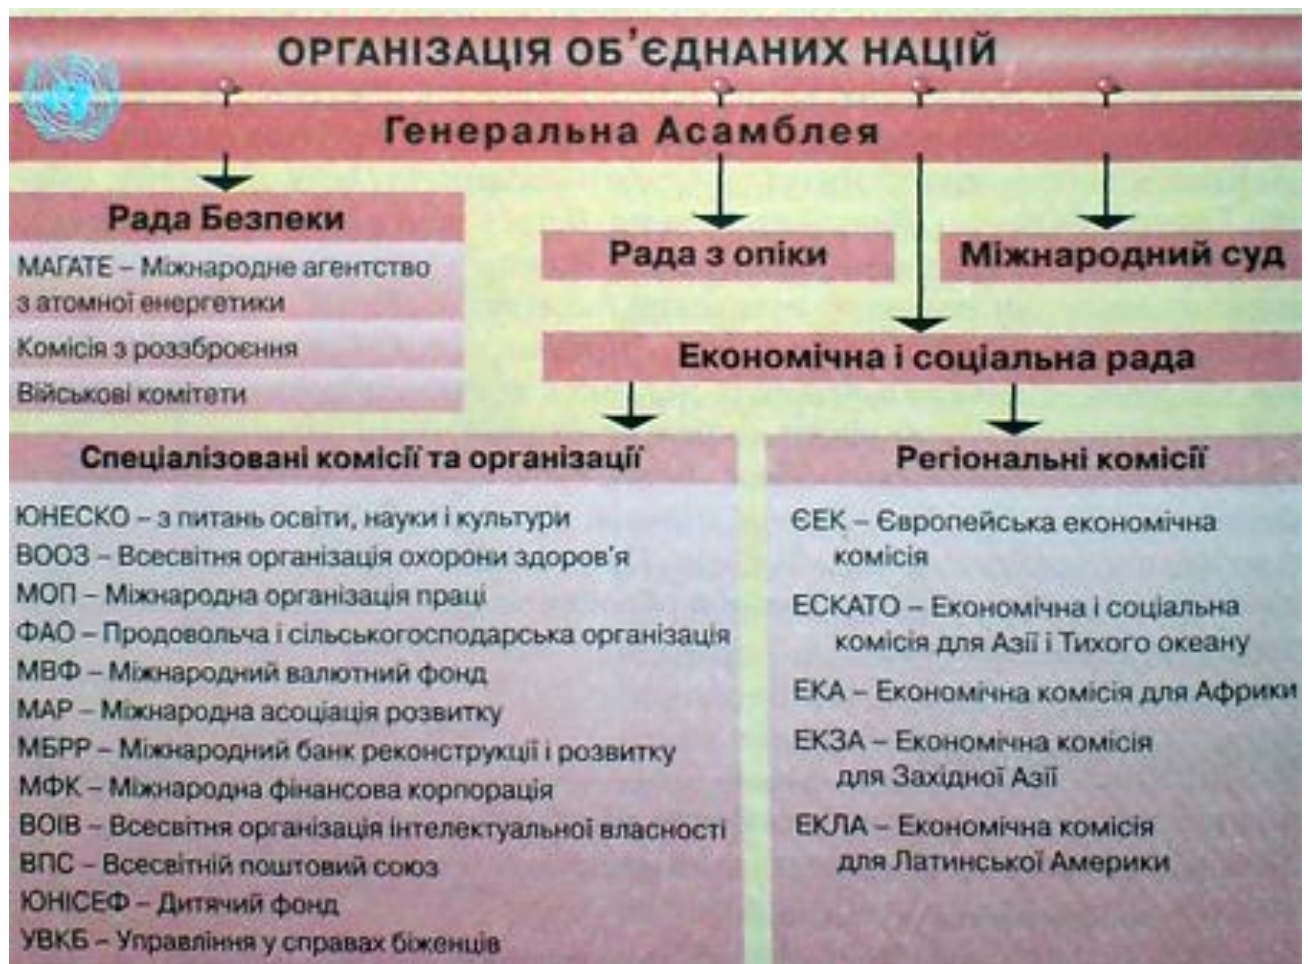 ОРГАНІЗАЦІЯ ОБ'ЄДНАНИХ НАЦІЙ
Генеральна Асамблея
Рада Безпеки
МАГАТЕ – Міжнародне агентство
з атомної енергетики
Комісія з роззброєння
Військові комітети
Рада з опіки
Міжнародний суд
Економічна і соціальна рада
Спеціалізовані комісії та організації
ЮНЕСКО – з питань освіти, науки і культури
ВООЗ – Всесвітня організація охорони здоров'я
МОП – Міжнародна організація праці
ФАО – Продовольча і сільськогосподарська організація
МВФ – Міжнародний валютний фонд
МАР – Міжнародна асоціація розвитку
МБРР – Міжнародний банк реконструкції і розвитку
МФК – Міжнародна фінансова корпорація
ВОІВ – Всесвітня організація інтелектуальної власності
ВПС – Всесвітній поштовий союз
ЮНІСЕФ – Дитячий фонд
УВКБ – Управління у справах біженців
Регіональні комісії
ЄЕК – Європейська економічна
комісія
ЕСКАТО – Економічна і соціальна
комісія для Азії і Тихого океану
ЕКА – Економічна комісія для Африки
ЕКЗА – Економічна комісія
для Західної Азії
ЕКЛА – Економічна комісія
для Латинської Америки